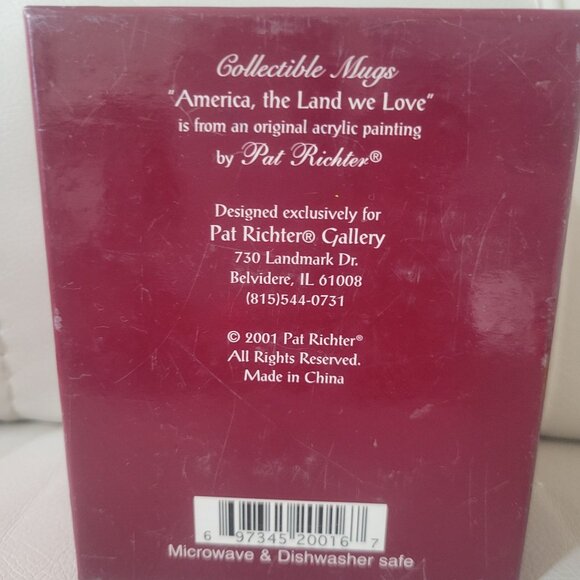 Collectible Mugs
"America, the Land we Love"
is from an original acrylic painting
by Pat Richter®
Designed exclusively for
Pat Richter® Gallery
730 Landmark Dr.
Belvidere, IL 61008
(815)544-0731
© 2001 Pat Richter®
All Rights Reserved.
Made in China
6 97345 20016 7
Microwave & Dishwasher safe